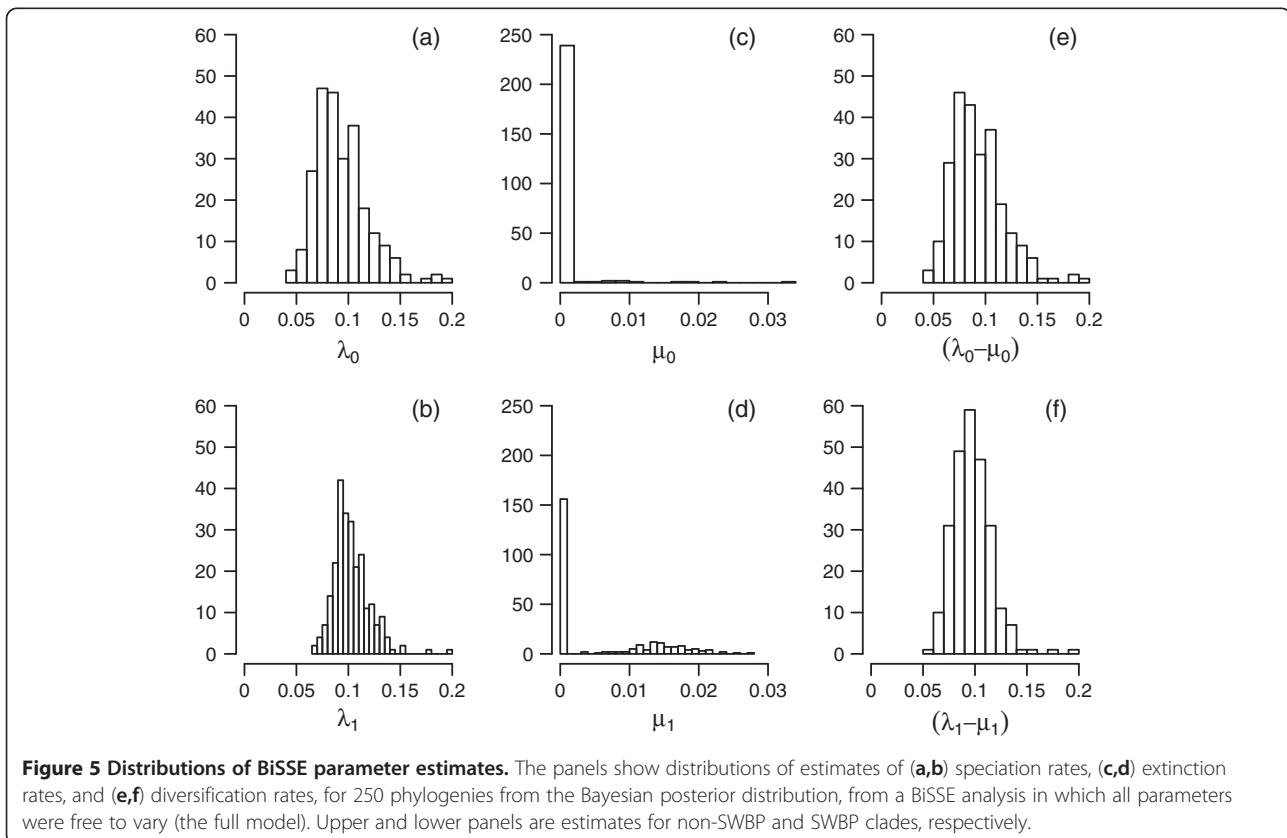 (a)
60
50
40
30
20
10
0
0 0.05 0.1 0.15 0.2
λ0
(c)
250
200
150
100
50
0
0 0.01 0.02 0.03
μ0
(e)
60
50
40
30
20
10
0
0 0.05 0.1 0.15 0.2
(λ0–μ0)
(b)
60
50
40
30
20
10
0
0 0.05 0.1 0.15 0.2
λ1
(d)
250
200
150
100
50
0
0 0.01 0.02 0.03
μ1
(f)
60
50
40
30
20
10
0
0 0.05 0.1 0.15 0.2
(λ1–μ1)
Figure 5 Distributions of BiSSE parameter estimates. The panels show distributions of estimates of (a,b) speciation rates, (c,d) extinction
rates, and (e,f) diversification rates, for 250 phylogenies from the Bayesian posterior distribution, from a BiSSE analysis in which all parameters
were free to vary (the full model). Upper and lower panels are estimates for non-SWBP and SWBP clades, respectively.